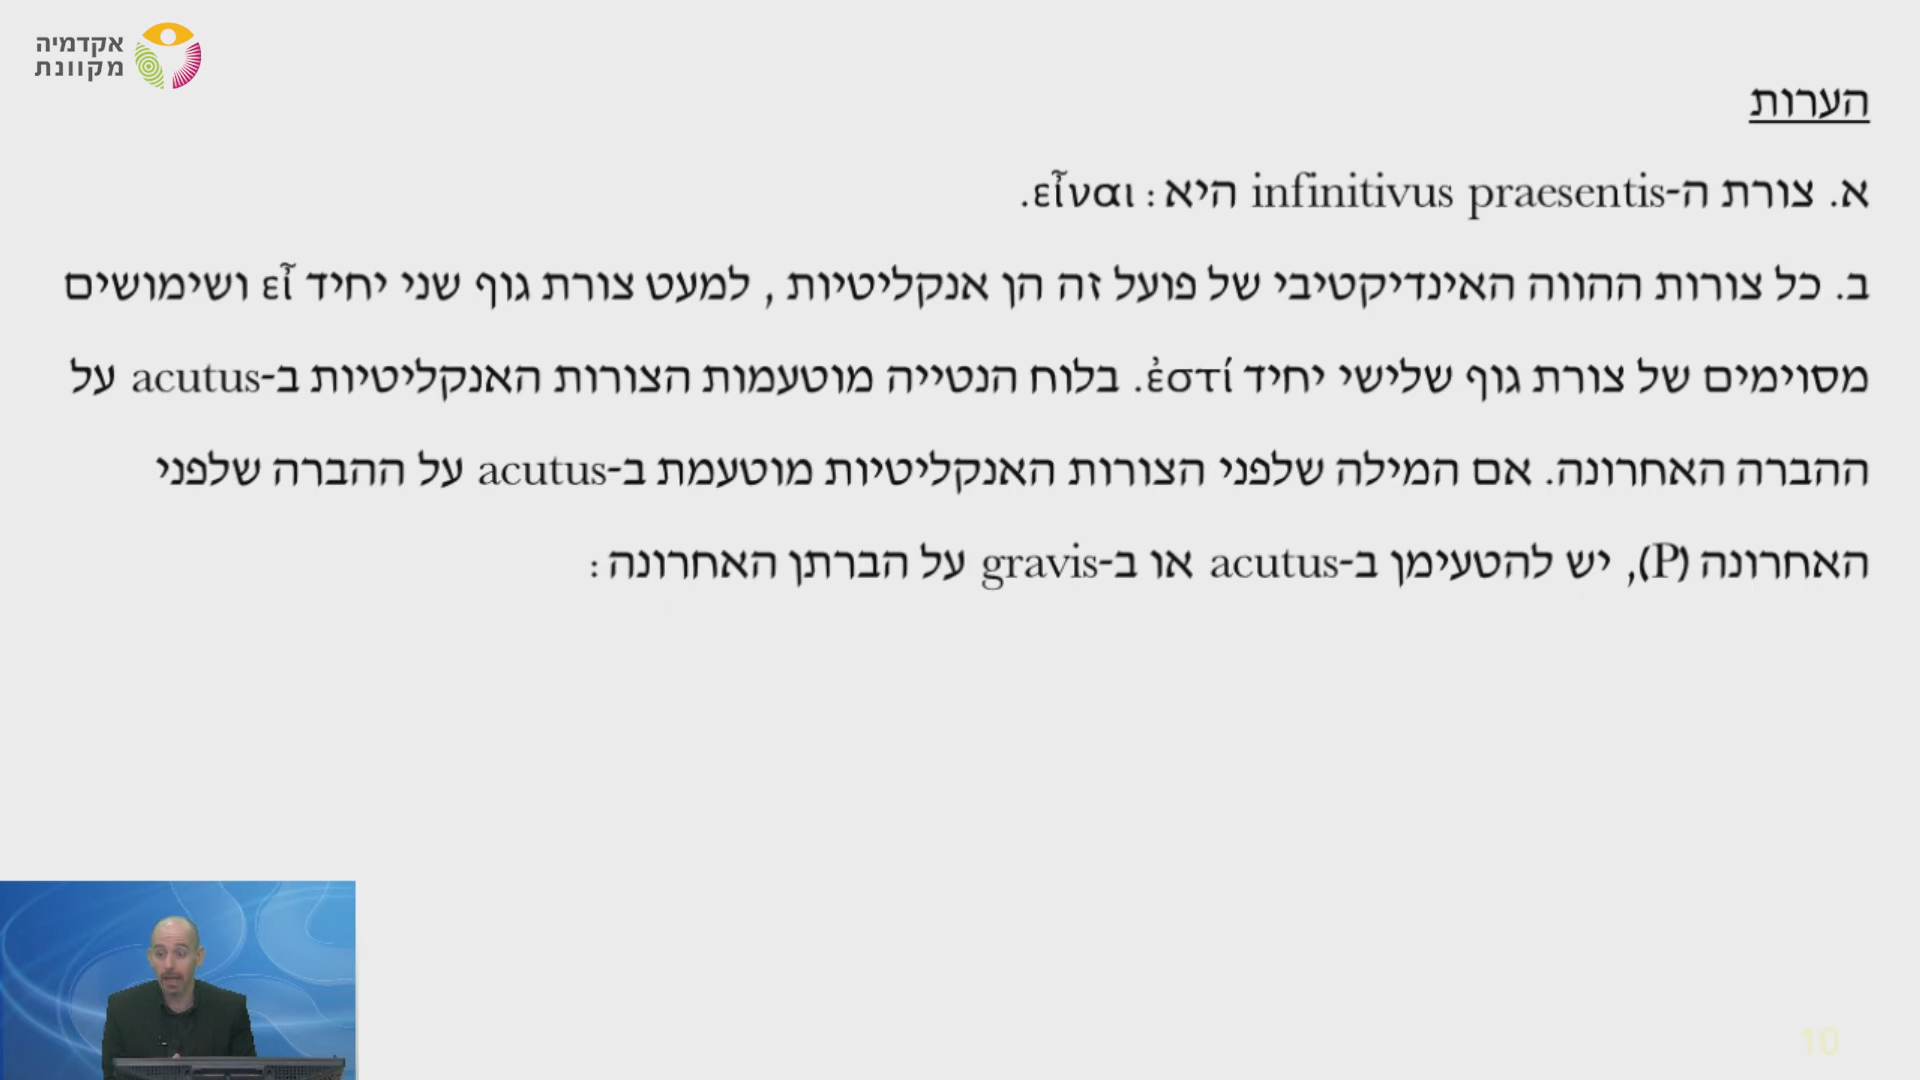 אקדמיה
מקוונת
הערות
א. צורת ה-infinitivus praesentis היא : εἶναι.
ב. כל צורות ההווה האינדיקטיבי של פועל זה הן אנקליטיות , למעט צורת גוף שני יחיד εἶ ושימושים
מסוימים של צורת גוף שלישי יחיד ἐστί. בלוח הנטייה מוטעמות הצורות האנקליטיות ב-acutus על
ההברה האחרונה. אם המילה שלפני הצורות האנקליטיות מוטעמת ב-acutus על ההברה שלפני
האחרונה (P), יש להטעימן ב-acutus או ב-gravis על הברתן האחרונה :
10